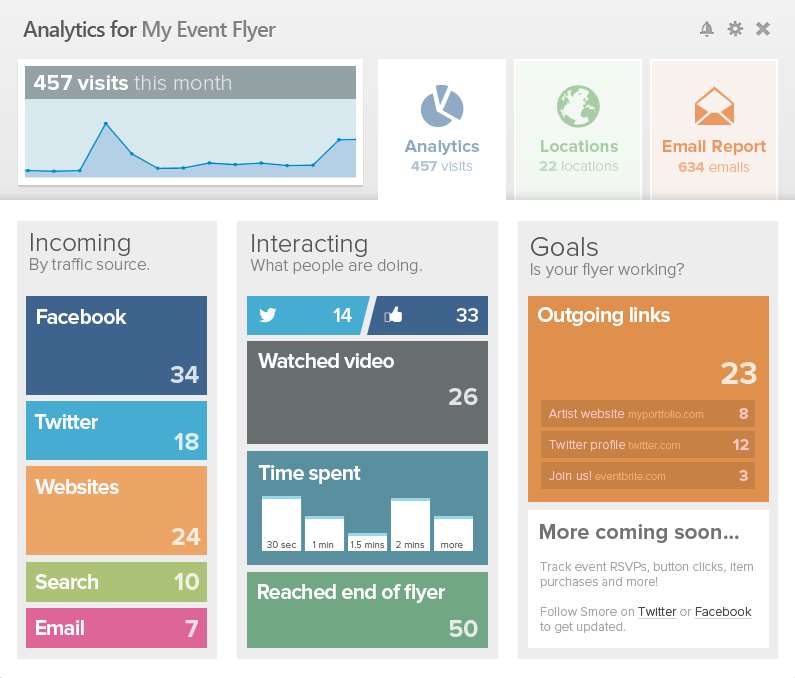 Analytics for My Event Flyer
457 visits this month
Analytics
457 visits
Locations
22 locations
Email Report
634 emails
Incoming
By traffic source.
Facebook
34
Twitter
18
Websites
24
Search
10
Email
7
Interacting
What people are doing.
14
33
Watched video
26
Time spent
30 sec
1 min
1.5 mins
2 mins
more
Reached end of flyer
50
Goals
Is your flyer working?
Outgoing links
23
Artist website myportfolio.com 8
Twitter profile twitter.com 12
Join us! eventbrite.com 3
More coming soon...
Track event RSVPs, button clicks, item
purchases and more!
Follow Smore on Twitter or Facebook
to get updated.